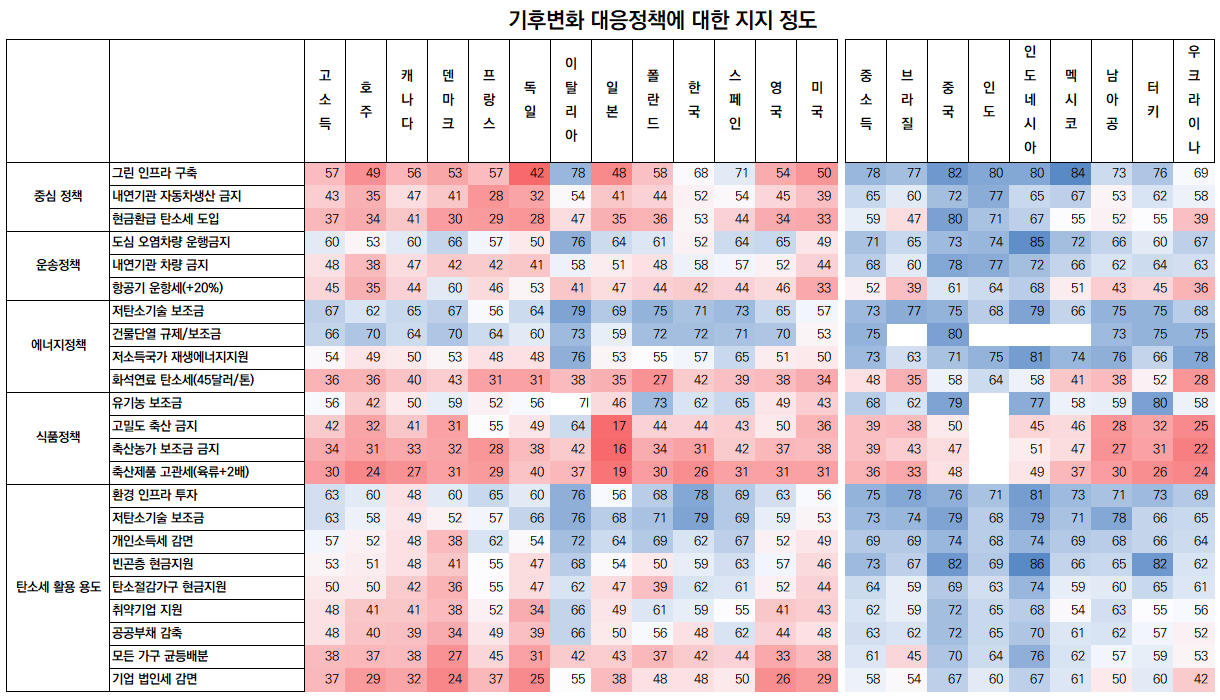 기후변화 대응정책에 대한 지지 정도
고소득 호주 캐나다 덴마크 프랑스 독일 이탈리아 일본 폴란드 한국 스페인 영국 미국 중소득 브라질 중국 인도 인도네시아 멕시코 남아공 터키 우크라이나
중심 정책
그린 인프라 구축 57 49 56 53 57 42 78 48 58 68 71 54 50 78 77 82 80 80 84 73 76 69
내연기관 자동차생산 금지 43 35 47 41 28 32 54 41 44 52 54 45 39 65 60 72 77 65 67 53 62 58
현금환급 탄소세 도입 37 34 41 30 29 28 47 35 36 53 44 34 33 59 47 80 71 67 55 52 55 39
운송정책
도심 오염차량 운행금지 60 53 60 66 57 50 76 64 61 52 64 65 49 71 65 73 74 85 72 66 60 67
내연기관 차량 금지 48 38 47 42 42 41 58 51 48 58 57 52 44 68 60 78 77 72 66 62 64 63
항공기 운항세(+20%) 45 35 44 60 46 53 41 47 44 42 44 46 33 52 39 61 64 68 51 43 45 36
에너지정책
저탄소기술 보조금 67 62 65 67 56 64 79 69 75 71 73 65 57 73 77 75 68 79 66 75 75 68
건물단열 규제/보조금 66 70 64 70 64 60 73 59 72 72 71 70 53 75 80 73 75 75
저소득국가 재생에너지지원 54 49 50 53 48 48 76 53 55 57 65 51 50 73 63 71 75 81 74 76 66 78
화석연료 탄소세(45달러/톤) 36 36 40 43 31 31 38 35 27 42 39 38 34 48 35 58 64 58 41 38 52 28
식품정책
유기농 보조금 56 42 50 59 52 56 7l 46 73 62 65 49 43 68 62 79 77 58 59 80 58
고밀도 축산 금지 42 32 41 31 55 49 64 17 44 44 43 50 36 39 38 50 45 46 28 32 25
축산농가 보조금 금지 34 31 33 32 28 38 42 16 34 31 42 37 38 39 43 47 51 47 27 31 22
축산제품 고관세(육류+2배) 30 24 27 31 29 40 37 19 30 26 31 31 31 36 33 48 49 37 30 26 24
탄소세 활용 용도
환경 인프라 투자 63 60 48 60 65 60 76 56 68 78 69 63 56 75 78 76 71 81 73 71 73 69
저탄소기술 보조금 63 58 49 52 57 66 76 68 71 79 69 59 53 73 74 79 68 79 71 78 66 65
개인소득세 감면 57 52 48 38 62 54 72 64 69 62 67 52 49 69 69 74 68 74 69 68 66 64
빈곤층 현금지원 53 51 48 41 55 47 68 54 50 59 63 57 46 73 67 82 69 86 66 65 82 62
탄소절감가구 현금지원 50 50 42 36 55 47 62 47 39 62 61 52 44 64 59 69 63 74 59 60 65 61
취약기업 지원 48 41 41 38 52 34 66 49 61 59 55 41 43 62 59 72 65 68 54 63 55 56
공공부채 감축 48 40 39 34 49 39 66 50 56 48 62 44 48 63 62 72 65 70 61 62 57 52
모든 가구 균등배분 38 37 38 27 45 31 42 43 37 42 44 33 38 61 45 70 64 76 62 57 59 53
기업 법인세 감면 37 29 32 24 37 25 55 38 48 48 50 26 29 58 54 67 60 67 61 50 60 42